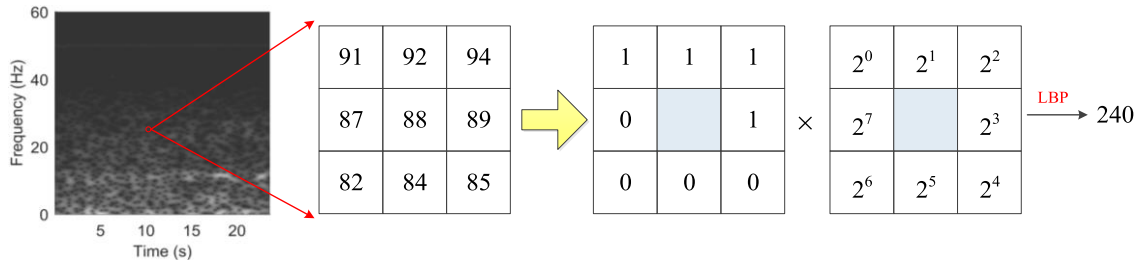 60
40
20
0
Frequency (Hz)
5 10 15 20
Time (s)
91 92 94
87 88 89
82 84 85
1 1 1
0 1
0 0 0
×
2⁰ 2¹ 2²
2⁷ 2³
2⁶ 2⁵ 2⁴
LBP
240